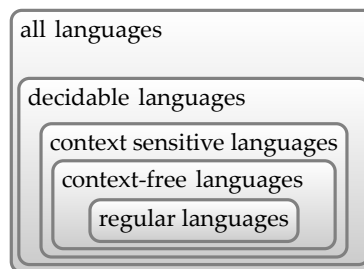 all languages
decidable languages
context sensitive languages
context-free languages
regular languages